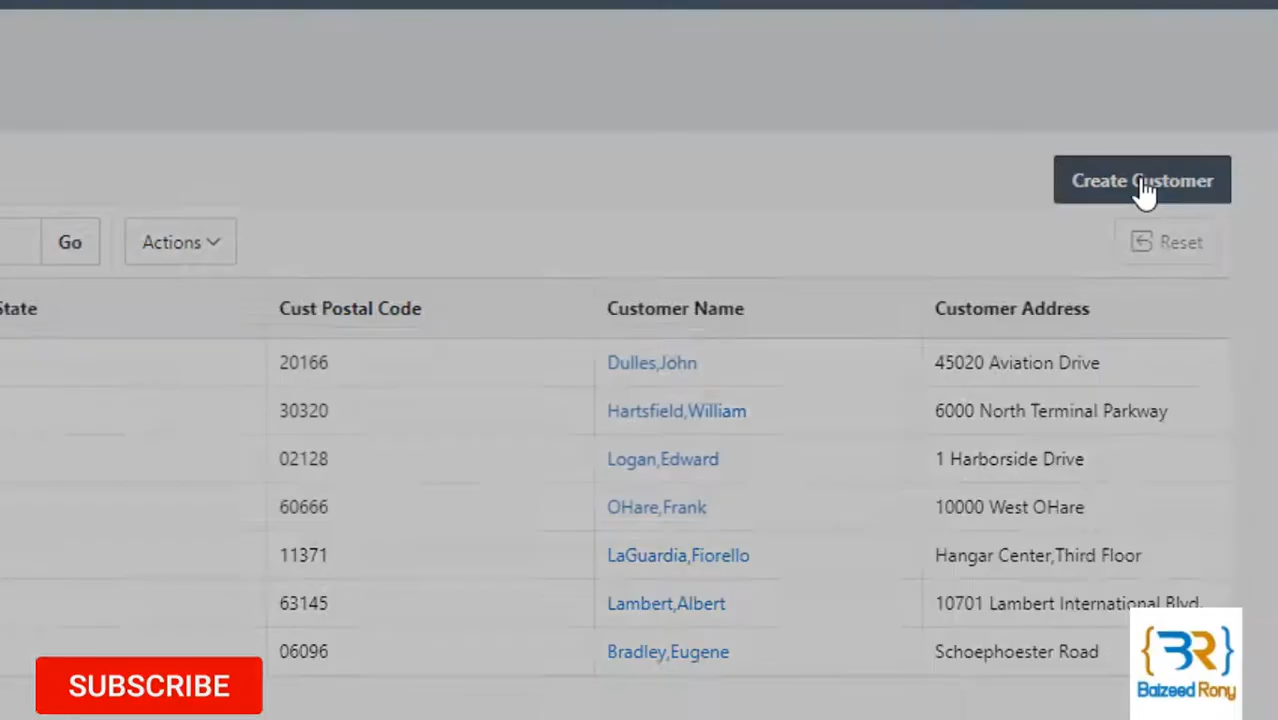 Create Customer
Go
Actions
Reset
State
Cust Postal Code
Customer Name
Customer Address
20166
Dulles,John
45020 Aviation Drive
30320
Hartsfield,William
6000 North Terminal Parkway
02128
Logan,Edward
1 Harborside Drive
60666
OHare,Frank
10000 West OHare
11371
LaGuardia,Fiorello
Hangar Center,Third Floor
63145
Lambert,Albert
10701 Lambert International Blvd.
06096
Bradley,Eugene
Schoephoester Road
SUBSCRIBE
{BR}
Baizeed Rony